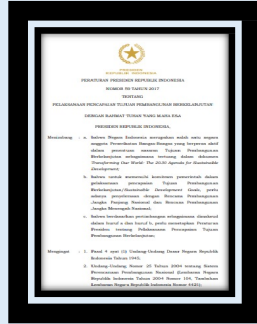 PRESIDEN
REPUBLIK INDONESIA
PERATURAN PRESIDEN REPUBLIK INDONESIA
NOMOR 59 TAHUN 2017
TENTANG
PELAKSANAAN PENCAPAIAN TUJUAN PEMBANGUNAN BERKELANJUTAN
DENGAN RAHMAT TUHAN YANG MAHA ESA
PRESIDEN REPUBLIK INDONESIA,
Menimbang : a. bahwa Negara Indonesia merupakan salah satu negara
anggota Perserikatan Bangsa-Bangsa yang berperan aktif
dalam penentuan sasaran Tujuan Pembangunan
Berkelanjutan sebagaimana tertuang dalam dokumen
Transforming Our World: The 2030 Agenda for Sustainable
Development;
b. bahwa untuk memenuhi komitmen pemerintah dalam
pelaksanaan pencapaian Tujuan Pembangunan
Berkelanjutan/Sustainable Development Goals, perlu
adanya penyelarasan dengan Rencana Pembangunan
Jangka Panjang Nasional dan Rencana Pembangunan
Jangka Menengah Nasional;
c. bahwa berdasarkan pertimbangan sebagaimana dimaksud
dalam huruf a dan huruf b, perlu menetapkan Peraturan
Presiden tentang Pelaksanaan Pencapaian Tujuan
Pembangunan Berkelanjutan;
Mengingat : 1. Pasal 4 ayat (1) Undang-Undang Dasar Negara Republik
Indonesia Tahun 1945;
2. Undang-Undang Nomor 25 Tahun 2004 tentang Sistem
Perencanaan Pembangunan Nasional (Lembaran Negara
Republik Indonesia Tahun 2004 Nomor 104, Tambahan
Lembaran Negara Republik Indonesia Nomor 4421);